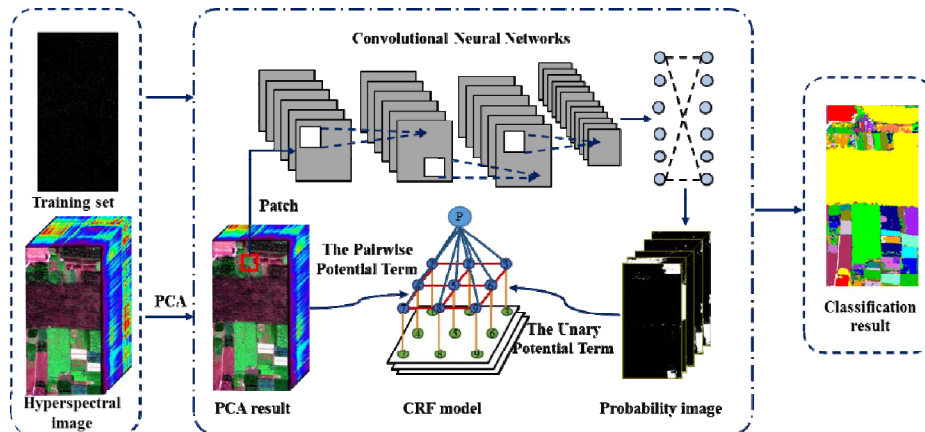 Convolutional Neural Networks
Training set
Patch
P
The Pairwise
Potential Term
PCA
The Unary
Potential Term
Hyperspectral
image
PCA result
CRF model
Probability image
Classification
result